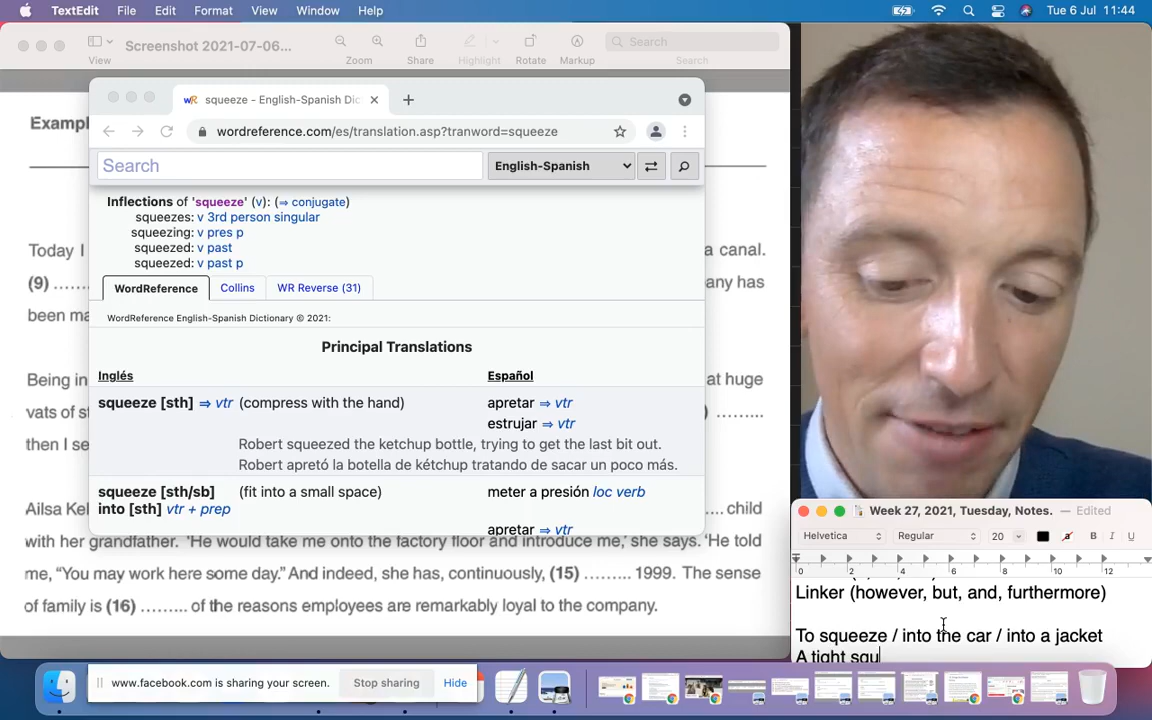 TextEdit File Edit Format View Window Help Tue 6 Jul 11:44
Screenshot 2021-07-06...
View Zoom Share Highlight Rotate Markup Search
Search
squeeze - English-Spanish Dic
wordreference.com/es/translation.asp?tranword=squeeze
Search English-Spanish
Inflections of 'squeeze' (v): (⇒ conjugate)
squeezes: v 3rd person singular
squeezing: v pres p
squeezed: v past
squeezed: v past p
WordReference Collins WR Reverse (31)
WordReference English-Spanish Dictionary © 2021:
Principal Translations
Inglés Español
squeeze [sth] ⇒ vtr (compress with the hand) apretar ⇒ vtr
estrujar ⇒ vtr
Robert squeezed the ketchup bottle, trying to get the last bit out.
Robert apretó la botella de kétchup tratando de sacar un poco más.
squeeze [sth/sb] (fit into a small space) meter a presión loc verb
into [sth] vtr + prep
apretar ⇒ vtr
Exampl
Today I a canal.
(9) ...... any has
been ma
Being in at huge
vats of s ) .........
then I se
Ailsa Kel .... child
with her grandfather. 'He would take me onto the factory floor and introduce me,' she says. 'He told
me, "You may work here some day." And indeed, she has, continuously, (15) ......... 1999. The sense
of family is (16) ......... of the reasons employees are remarkably loyal to the company.
Week 27, 2021, Tuesday, Notes. — Edited
Helvetica Regular 20 B I U
0 2 4 6 8 10 12
Linker (however, but, and, furthermore)
To squeeze / into the car / into a jacket
A tight squ
www.facebook.com is sharing your screen. Stop sharing Hide